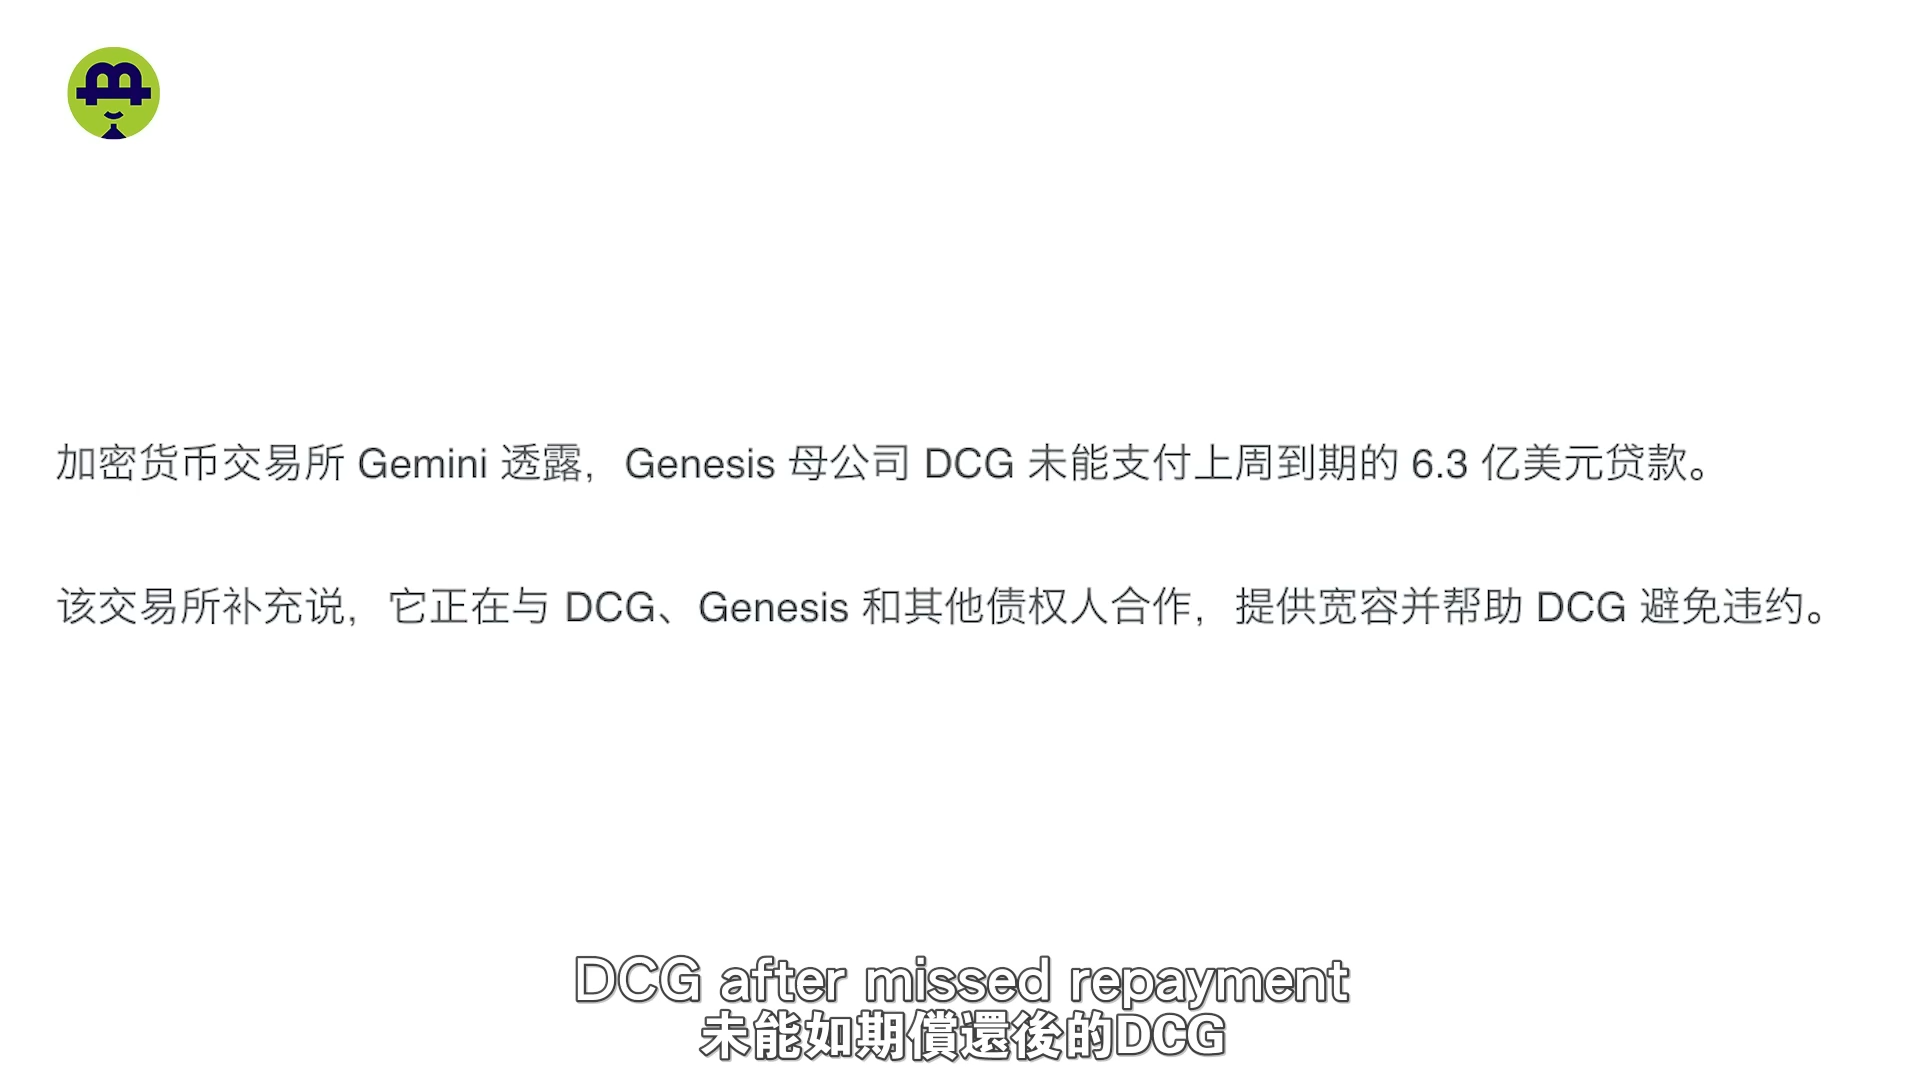 加密货币交易所 Gemini 透露，Genesis 母公司 DCG 未能支付上周到期的 6.3 亿美元贷款。
该交易所补充说，它正在与 DCG、Genesis 和其他债权人合作，提供宽容并帮助 DCG 避免违约。
DCG after missed repayment
未能如期償還後的DCG